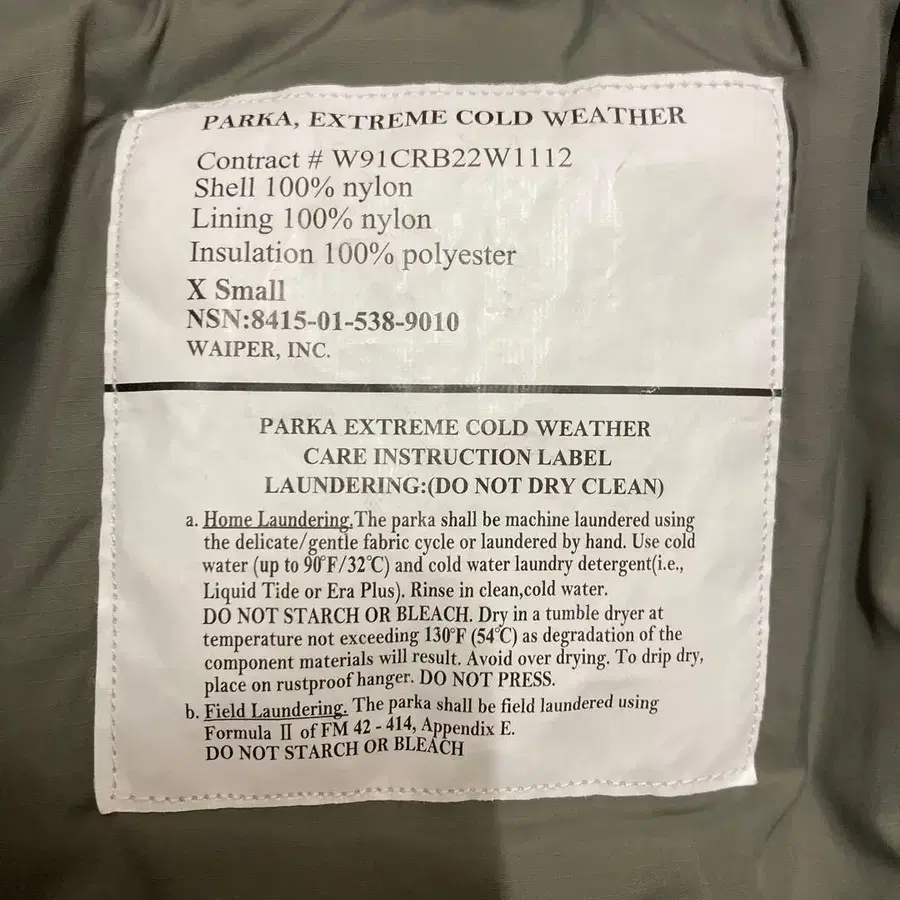 PARKA, EXTREME COLD WEATHER
Contract # W91CRB22W1112
Shell 100% nylon
Lining 100% nylon
Insulation 100% polyester
X Small
NSN:8415-01-538-9010
WAIPER, INC.
PARKA EXTREME COLD WEATHER
CARE INSTRUCTION LABEL
LAUNDERING:(DO NOT DRY CLEAN)
a. Home Laundering.The parka shall be machine laundered using
the delicate/gentle fabric cycle or laundered by hand. Use cold
water (up to 90°F/32℃) and cold water laundry detergent(i.e.,
Liquid Tide or Era Plus). Rinse in clean,cold water.
DO NOT STARCH OR BLEACH. Dry in a tumble dryer at
temperature not exceeding 130°F (54℃) as degradation of the
component materials will result. Avoid over drying. To drip dry,
place on rustproof hanger. DO NOT PRESS.
b. Field Laundering. The parka shall be field laundered using
Formula Ⅱ of FM 42 - 414, Appendix E.
DO NOT STARCH OR BLEACH